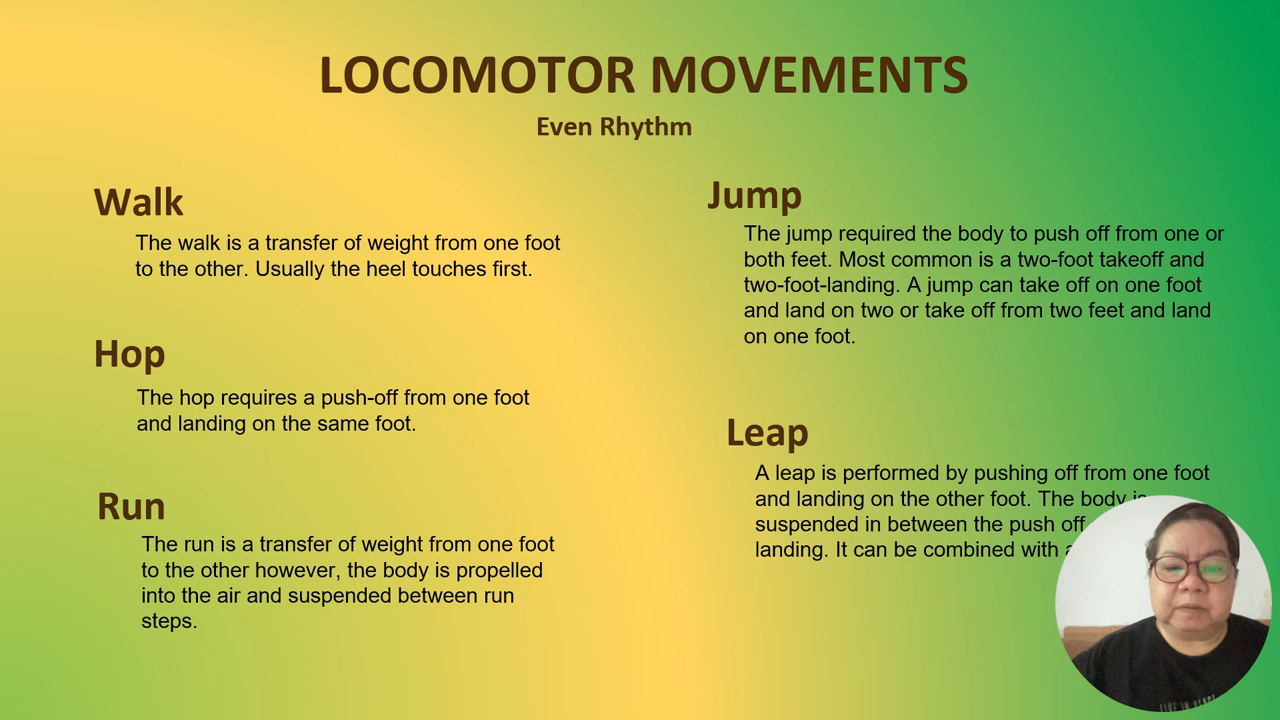 LOCOMOTOR MOVEMENTS
Even Rhythm
Walk
The walk is a transfer of weight from one foot
to the other. Usually the heel touches first.
Hop
The hop requires a push-off from one foot
and landing on the same foot.
Run
The run is a transfer of weight from one foot
to the other however, the body is propelled
into the air and suspended between run
steps.
Jump
The jump required the body to push off from one or
both feet. Most common is a two-foot takeoff and
two-foot-landing. A jump can take off on one foot
and land on two or take off from two feet and land
on one foot.
Leap
A leap is performed by pushing off from one foot
and landing on the other foot. The body is
suspended in between the push off
landing. It can be combined with